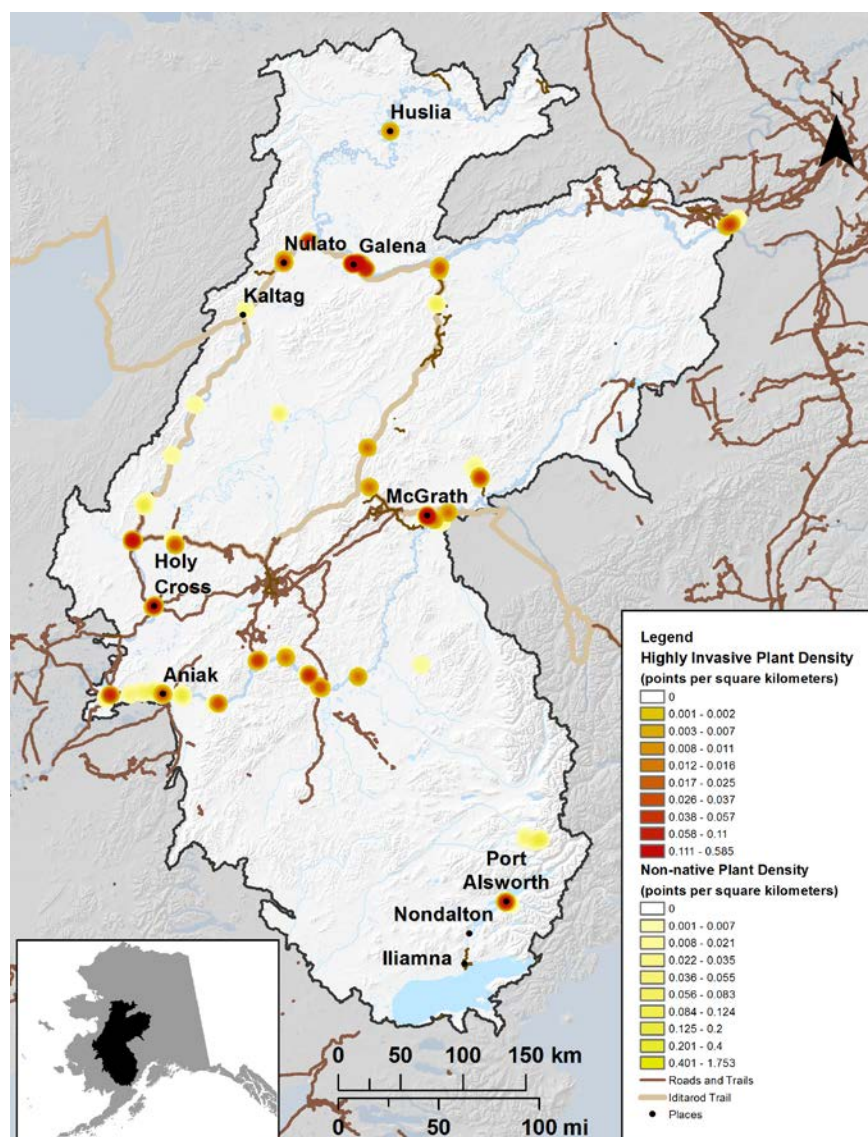 Huslia
N
Nulato
Galena
Kaltag
McGrath
Holy
Cross
Aniak
Port
Alsworth
Nondalton
Iliamna
Legend
Highly Invasive Plant Density
(points per square kilometers)
0
0.001 - 0.002
0.003 - 0.007
0.008 - 0.011
0.012 - 0.016
0.017 - 0.025
0.026 - 0.037
0.038 - 0.057
0.058 - 0.11
0.111 - 0.585
Non-native Plant Density
(points per square kilometers)
0
0.001 - 0.007
0.008 - 0.021
0.022 - 0.035
0.036 - 0.055
0.056 - 0.083
0.084 - 0.124
0.125 - 0.2
0.201 - 0.4
0.401 - 1.753
Roads and Trails
Iditarod Trail
Places
0 50 100 150 km
0 50 100 mi